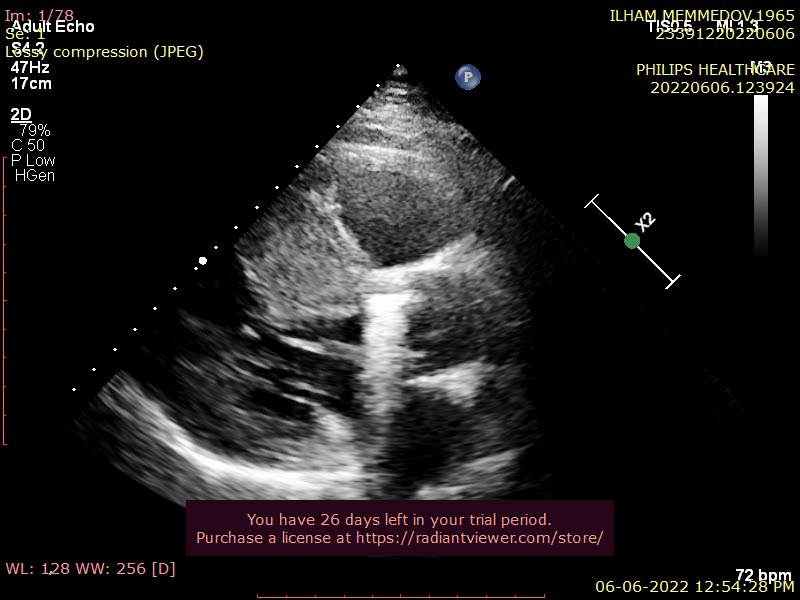 Im: 1/78
Adult Echo
Se: 1
S4-2
Lossy compression (JPEG)
47Hz
17cm
2D
79%
C 50
P Low
HGen
ILHAM MEMMEDOV,1965
TIS0.6 MI 1.3
23391220220606
M3
PHILIPS HEALTHCARE
20220606.123924
P
X2
You have 26 days left in your trial period.
Purchase a license at https://radiantviewer.com/store/
WL: 128 WW: 256 [D]
72 bpm
06-06-2022 12:54:28 PM